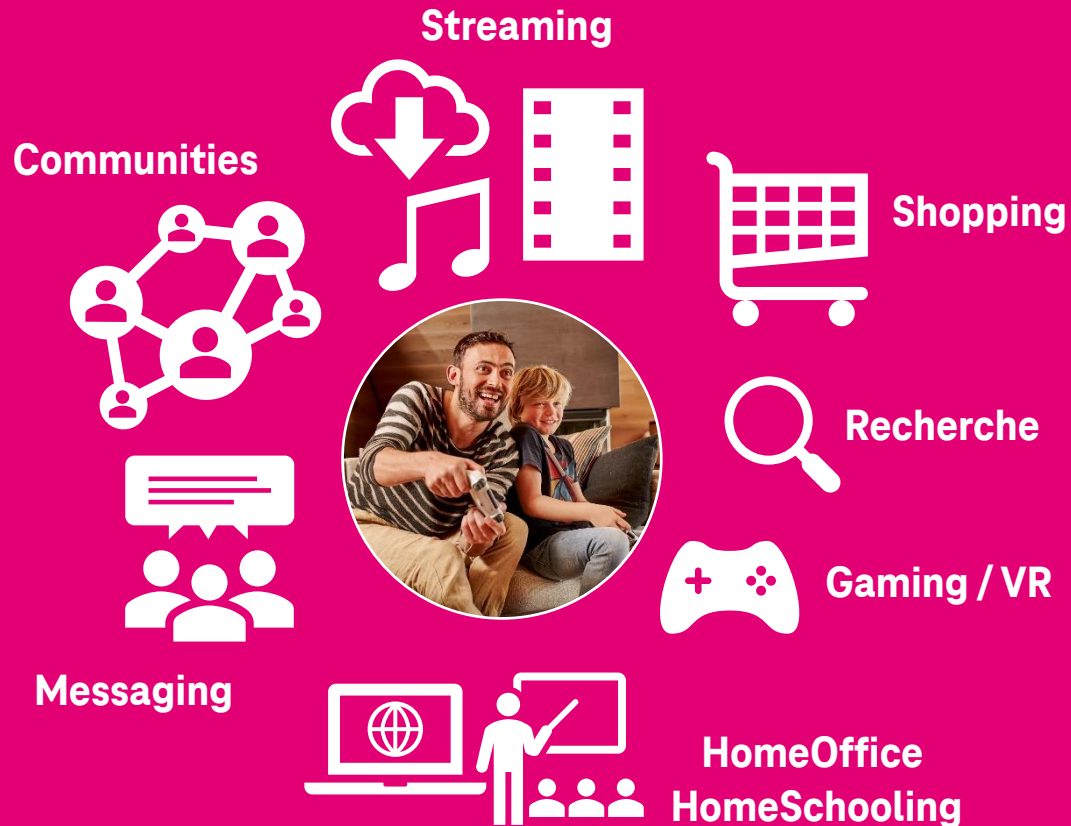 Streaming
Communities
Shopping
Recherche
Gaming / VR
Messaging
HomeOffice
HomeSchooling